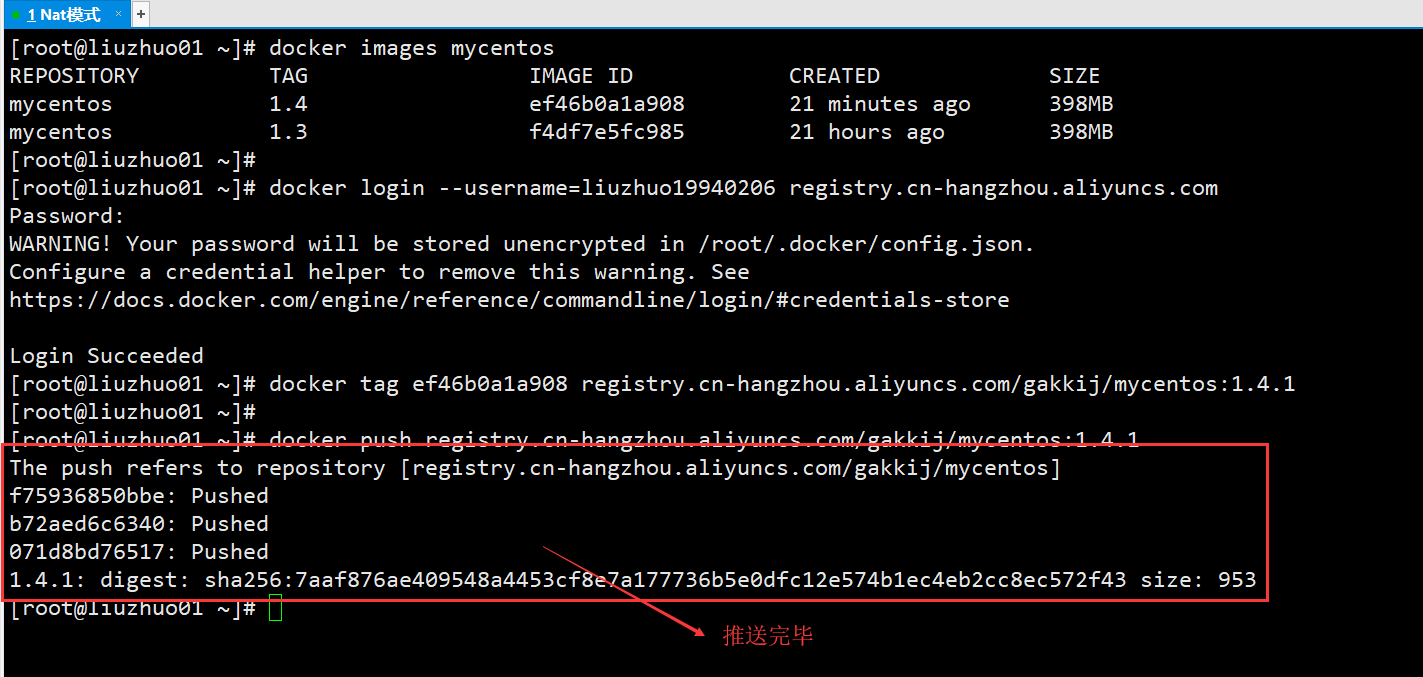 1 Nat模式 × +
[root@liuzhuo01 ~]# docker images mycentos
REPOSITORY TAG IMAGE ID CREATED SIZE
mycentos 1.4 ef46b0a1a908 21 minutes ago 398MB
mycentos 1.3 f4df7e5fc985 21 hours ago 398MB
[root@liuzhuo01 ~]#
[root@liuzhuo01 ~]# docker login --username=liuzhuo19940206 registry.cn-hangzhou.aliyuncs.com
Password:
WARNING! Your password will be stored unencrypted in /root/.docker/config.json.
Configure a credential helper to remove this warning. See
https://docs.docker.com/engine/reference/commandline/login/#credentials-store
Login Succeeded
[root@liuzhuo01 ~]# docker tag ef46b0a1a908 registry.cn-hangzhou.aliyuncs.com/gakkij/mycentos:1.4.1
[root@liuzhuo01 ~]#
[root@liuzhuo01 ~]# docker push registry.cn-hangzhou.aliyuncs.com/gakkij/mycentos:1.4.1
The push refers to repository [registry.cn-hangzhou.aliyuncs.com/gakkij/mycentos]
f75936850bbe: Pushed
b72aed6c6340: Pushed
071d8bd76517: Pushed
1.4.1: digest: sha256:7aaf876ae409548a4453cf8e7a177736b5e0dfc12e574b1ec4eb2cc8ec572f43 size: 953
[root@liuzhuo01 ~]#
推送完毕